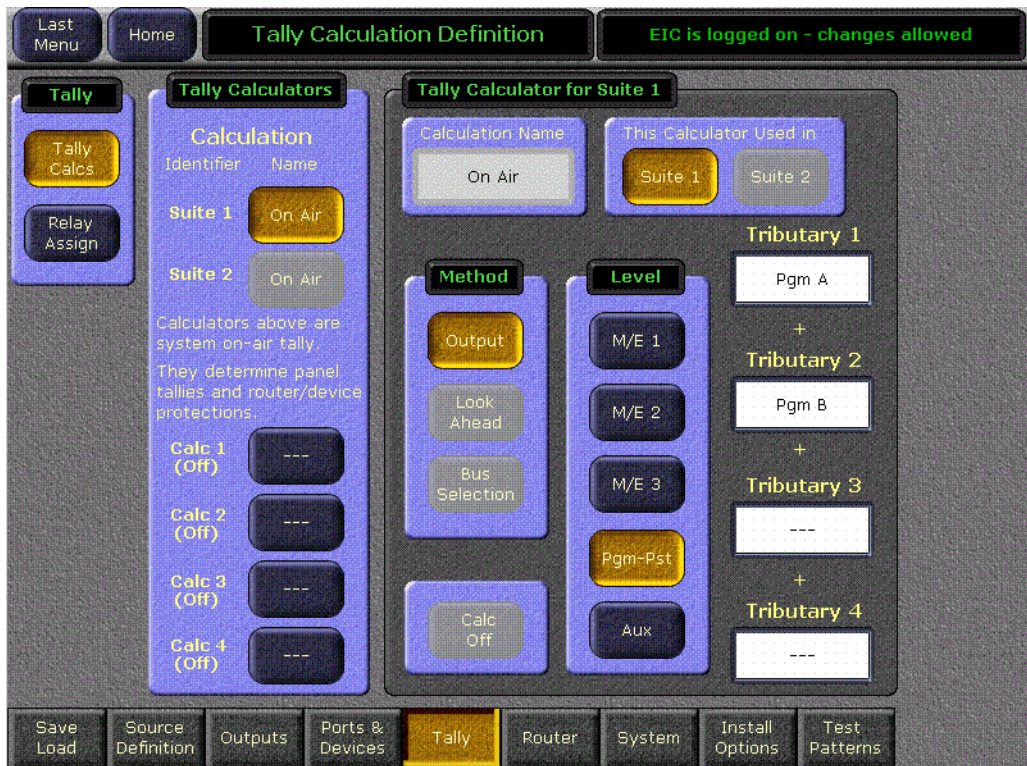 Last
Menu
Home
Tally Calculation Definition
EIC is logged on - changes allowed
Tally
Tally
Calcs
Relay
Assign
Tally Calculators
Calculation
Identifier Name
Suite 1 On Air
Suite 2 On Air
Calculators above are
system on-air tally.
They determine panel
tallies and router/device
protections.
Calc 1
(Off)
---
Calc 2
(Off)
---
Calc 3
(Off)
---
Calc 4
(Off)
---
Tally Calculator for Suite 1
Calculation Name
On Air
This Calculator Used in
Suite 1 Suite 2
Method
Output
Look
Ahead
Bus
Selection
Calc
Off
Level
M/E 1
M/E 2
M/E 3
Pgm-Pst
Aux
Tributary 1
Pgm A
+
Tributary 2
Pgm B
+
Tributary 3
---
+
Tributary 4
---
Save
Load
Source
Definition
Outputs
Ports &
Devices
Tally
Router
System
Install
Options
Test
Patterns